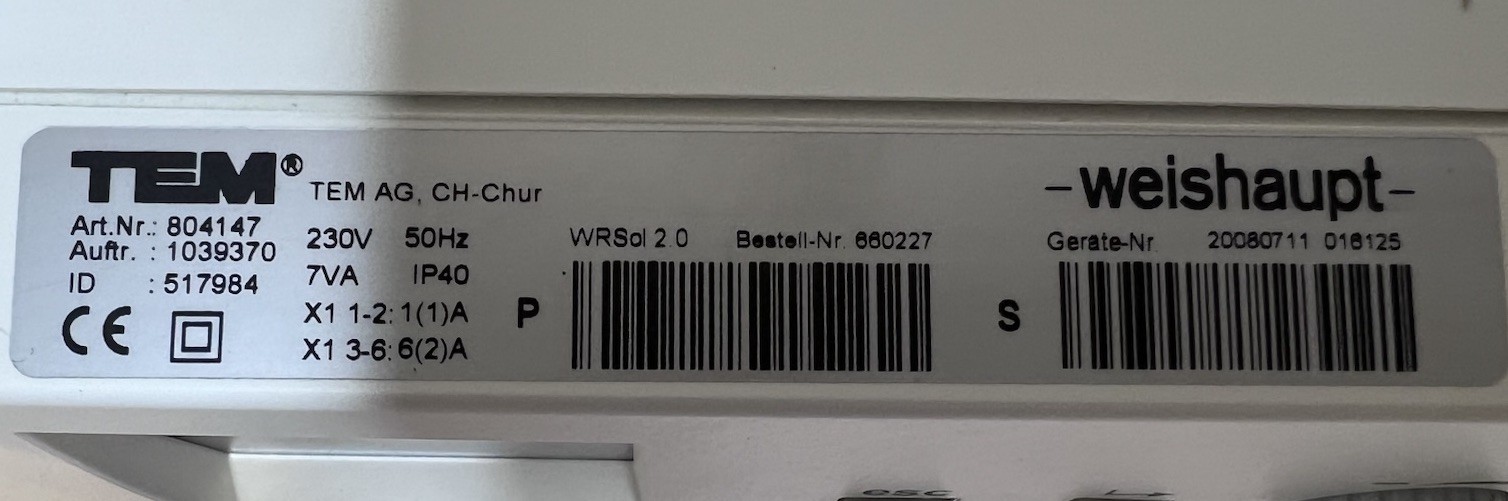 TEM® TEM AG, CH-Chur
Art.Nr.: 804147
Auftr. : 1039370
ID : 517984
CE
230V 50Hz
7VA IP40
X1 1-2: 1(1)A
X1 3-6: 6(2)A
P
WRSol 2.0 Bestell-Nr. 660227
-weishaupt-
S
Geräte-Nr. 20080711 016125
esc